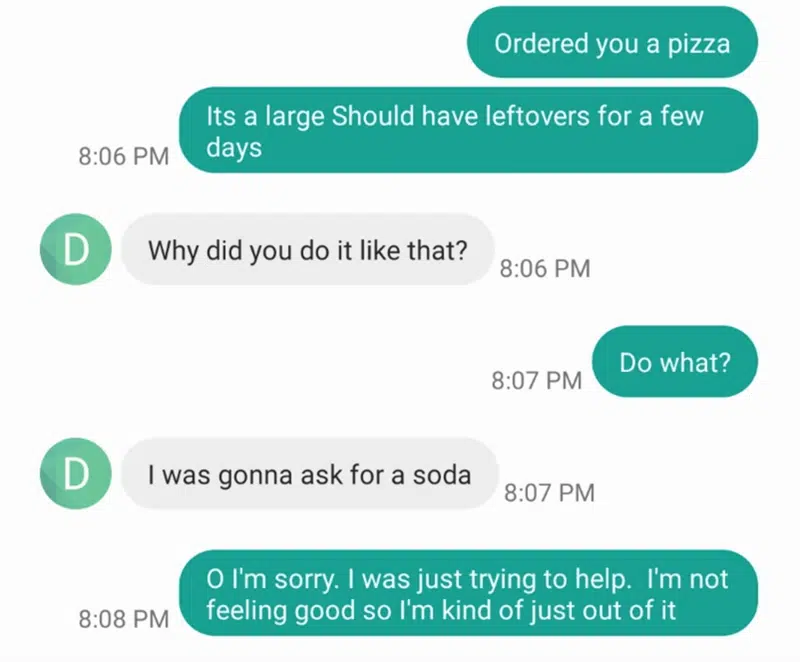 Ordered you a pizza
Its a large Should have leftovers for a few
days
8:06 PM
D
Why did you do it like that?
8:06 PM
Do what?
8:07 PM
D
I was gonna ask for a soda
8:07 PM
O I'm sorry. I was just trying to help.  I'm not
feeling good so I'm kind of just out of it
8:08 PM